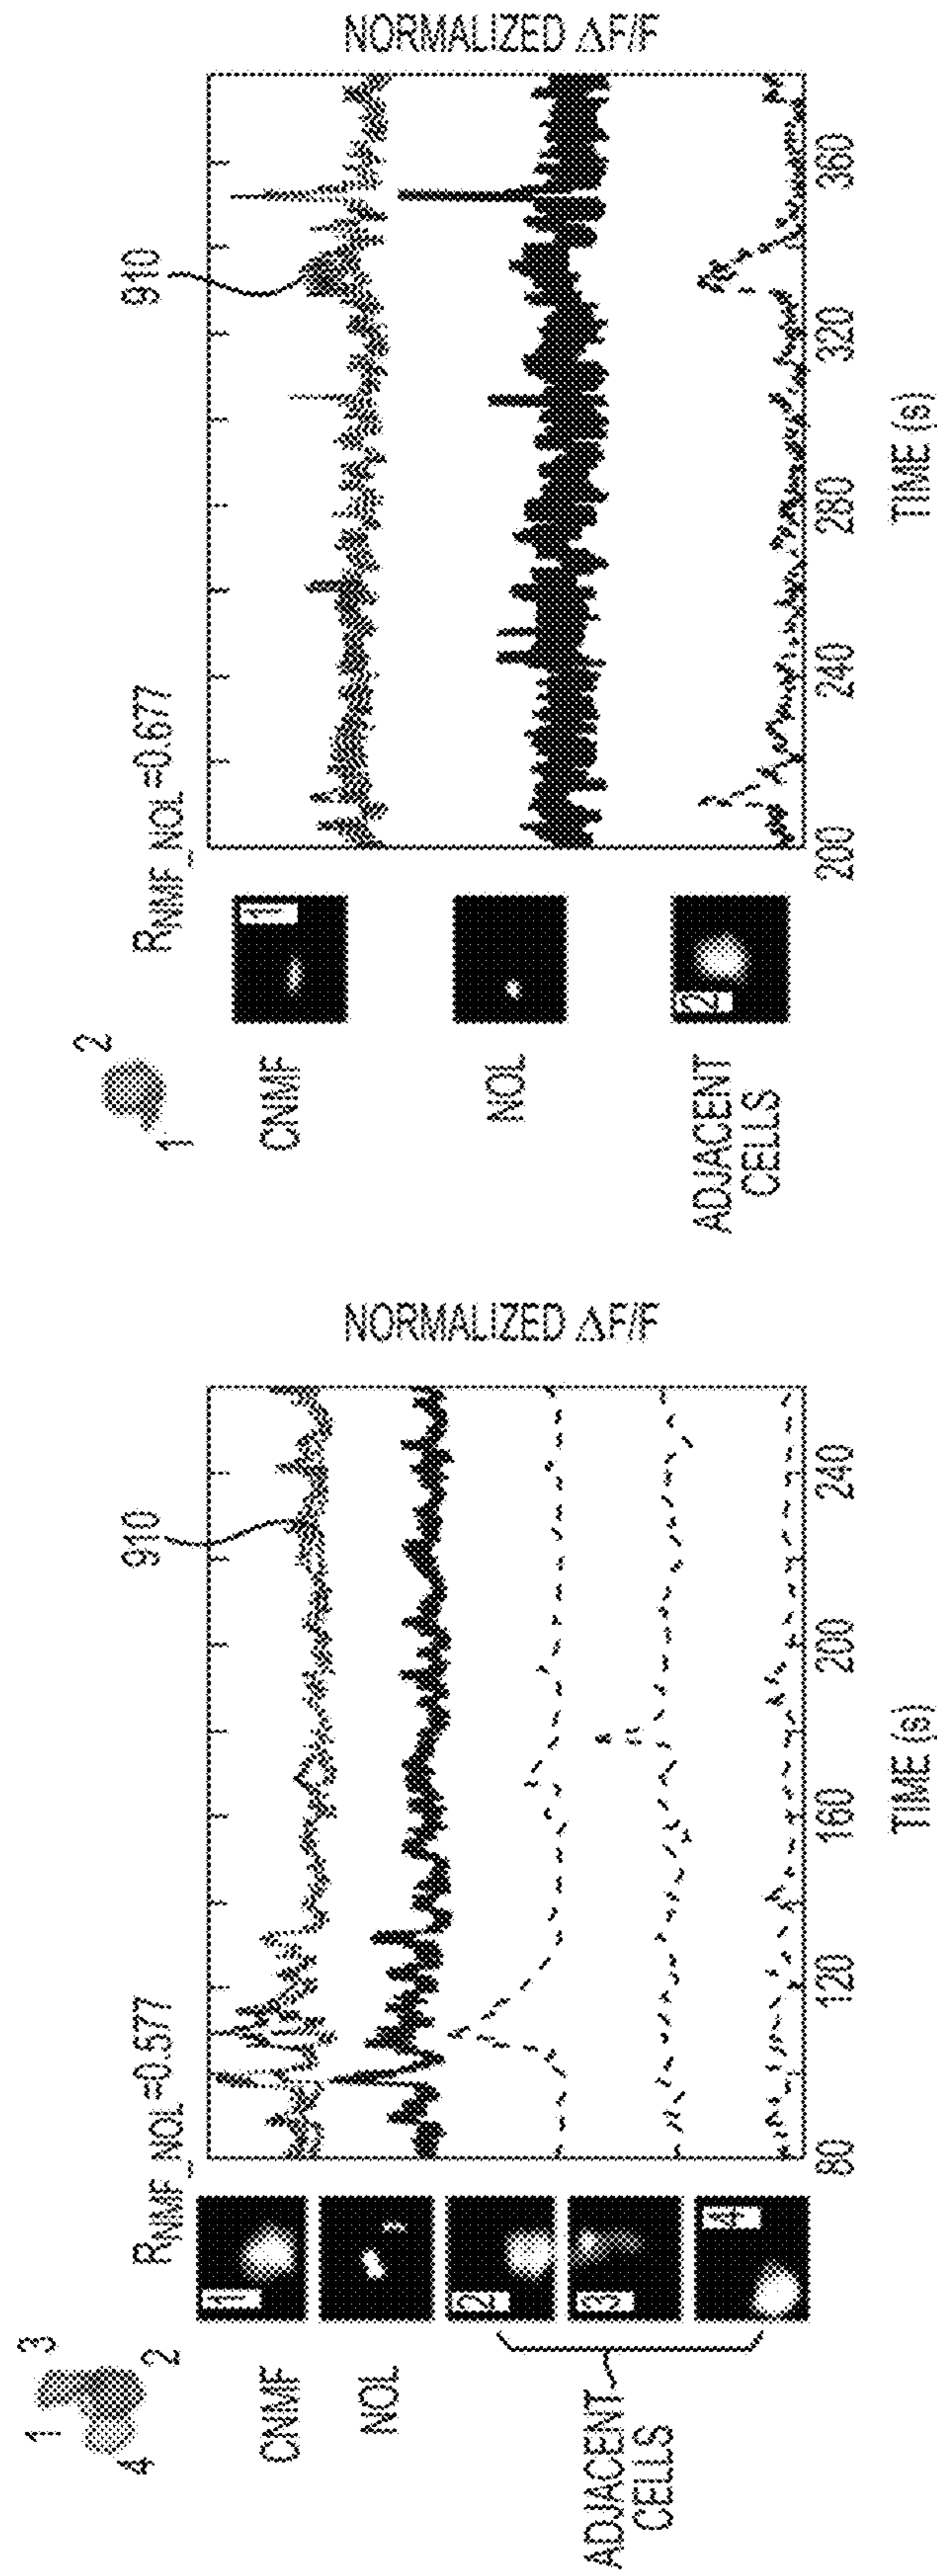 1
3
4
2
R_NMF_NOL =0.577
910
CNMF
1
NOL
ADJACENT
CELLS
2
3
4
NORMALIZED ΔF/F
80
120
160
200
240
TIME (s)
1
2
R_NMF_NOL =0.677
910
CNMF
1
NOL
ADJACENT
CELLS
2
NORMALIZED ΔF/F
200
240
280
320
360
TIME (s)